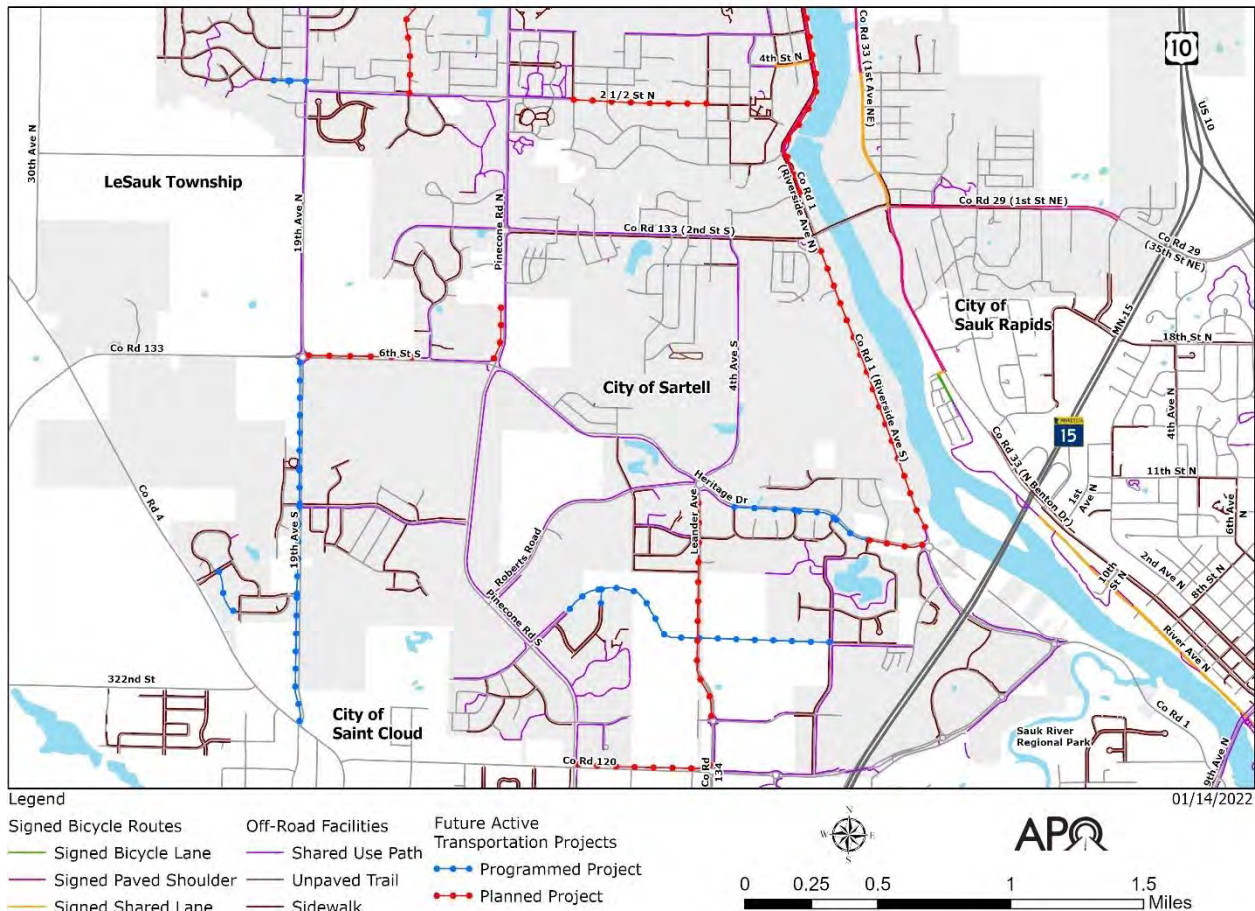 4th St N
Co Rd 33 (1st Ave NE)
10
US 10
2 1/2 St N
30th Ave N
LeSauk Township
19th Ave N
Pinecone Rd N
Co Rd 1
(Riverside Ave N)
Co Rd 29 (1st St NE)
Co Rd 133 (2nd St S)
Co Rd 29
(35th St NE)
City of
Sauk Rapids
MN-15
18th St N
Co Rd 133
6th St S
City of Sartell
4th Ave S
Co Rd 1 (Riverside Ave S)
4th Ave N
MINNESOTA
15
Co Rd 33 (N Benton Dr)
1st
Ave N
11th St N
6th Ave
N
Co Rd 4
19th Ave S
Heritage Dr
Leander Ave
Roberts Road
Pinecone Rd S
10th
St N
2nd Ave N
8th St N
River Ave N
322nd St
City of
Saint Cloud
Sauk River
Regional Park
Co Rd 1
Co Rd 120
Co Rd
134
9th Ave N
01/14/2022
Legend
Signed Bicycle Routes
Signed Bicycle Lane
Signed Paved Shoulder
Signed Shared Lane
Off-Road Facilities
Shared Use Path
Unpaved Trail
Sidewalk
Future Active
Transportation Projects
Programmed Project
Planned Project
N
W E
S
APO
0 0.25 0.5 1 1.5
Miles